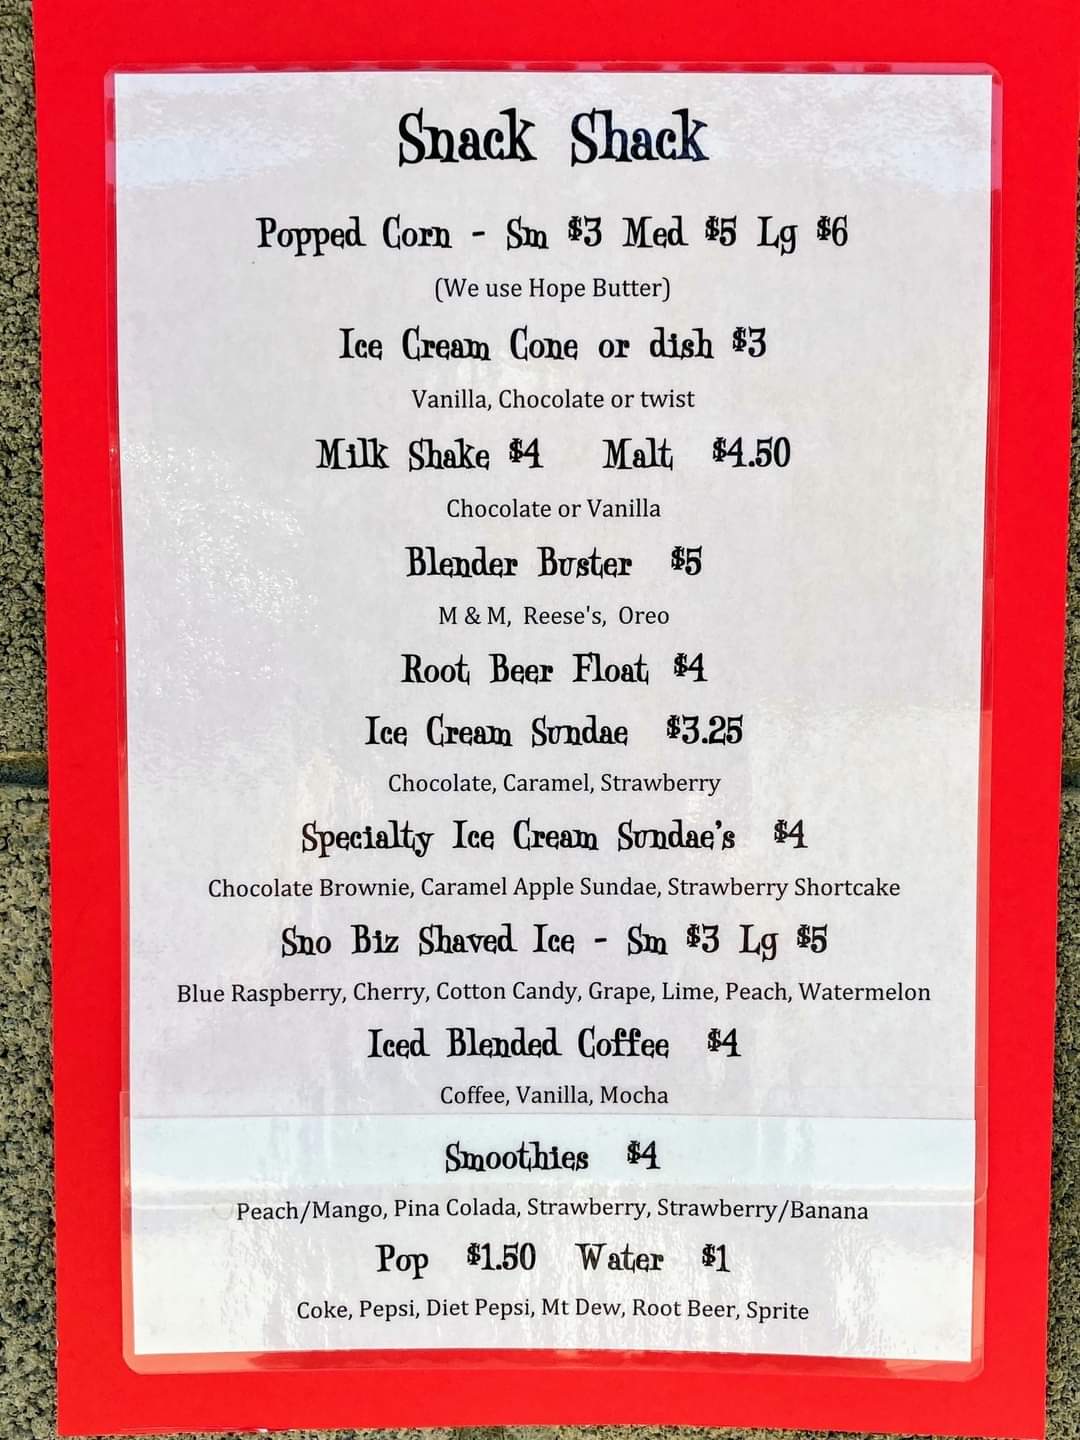 Snack Shack
Popped Corn - Sm $3 Med $5 Lg $6
(We use Hope Butter)
Ice Cream Cone or dish $3
Vanilla, Chocolate or twist
Milk Shake $4 Malt $4.50
Chocolate or Vanilla
Blender Buster $5
M & M, Reese's, Oreo
Root Beer Float $4
Ice Cream Sundae $3.25
Chocolate, Caramel, Strawberry
Specialty Ice Cream Sundae's $4
Chocolate Brownie, Caramel Apple Sundae, Strawberry Shortcake
Sno Biz Shaved Ice - Sm $3 Lg $5
Blue Raspberry, Cherry, Cotton Candy, Grape, Lime, Peach, Watermelon
Iced Blended Coffee $4
Coffee, Vanilla, Mocha
Smoothies $4
Peach/Mango, Pina Colada, Strawberry, Strawberry/Banana
Pop $1.50 Water $1
Coke, Pepsi, Diet Pepsi, Mt Dew, Root Beer, Sprite